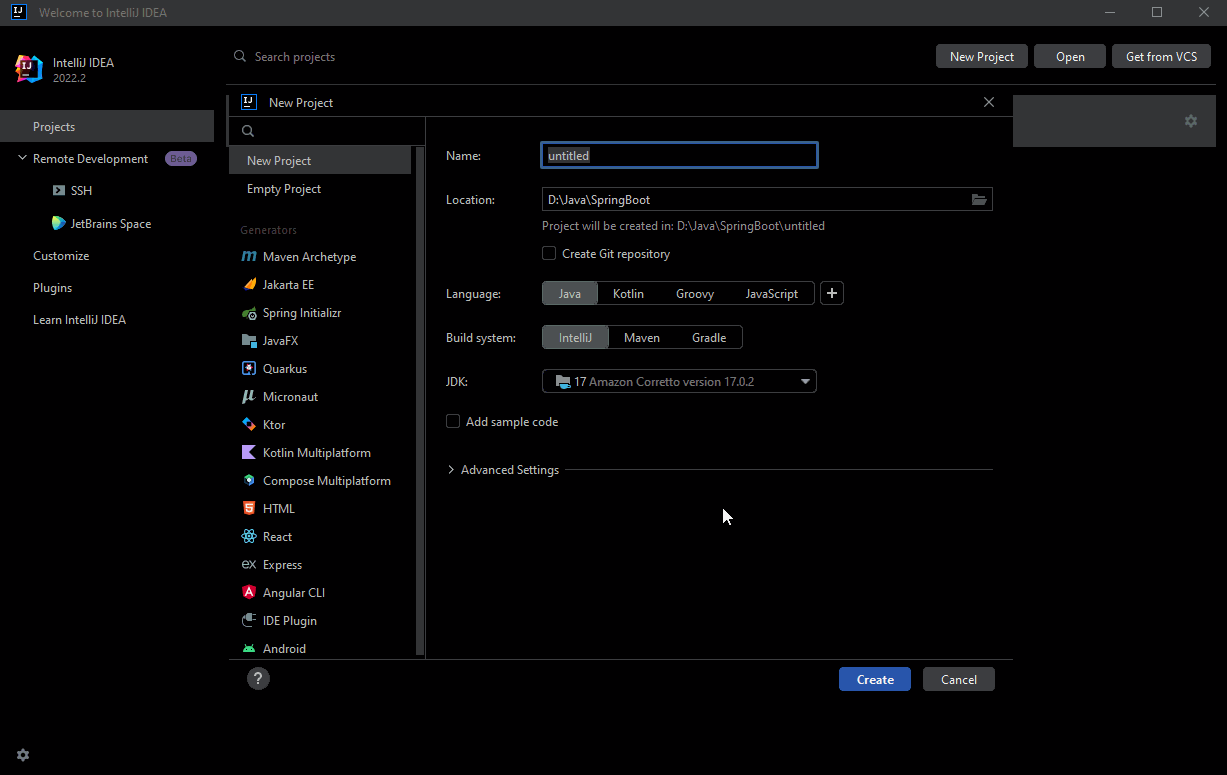 Welcome to IntelliJ IDEA
IntelliJ IDEA
2022.2
Search projects
New Project
Open
Get from VCS
Projects
Remote Development
Beta
SSH
JetBrains Space
Customize
Plugins
Learn IntelliJ IDEA
New Project
New Project
Empty Project
Generators
Maven Archetype
Jakarta EE
Spring Initializr
JavaFX
Quarkus
Micronaut
Ktor
Kotlin Multiplatform
Compose Multiplatform
HTML
React
Express
Angular CLI
IDE Plugin
Android
Name:
untitled
Location:
D:\Java\SpringBoot
Project will be created in: D:\Java\SpringBoot\untitled
Create Git repository
Language:
Java
Kotlin
Groovy
JavaScript
+
Build system:
IntelliJ
Maven
Gradle
JDK:
17 Amazon Corretto version 17.0.2
Add sample code
Advanced Settings
?
Create
Cancel